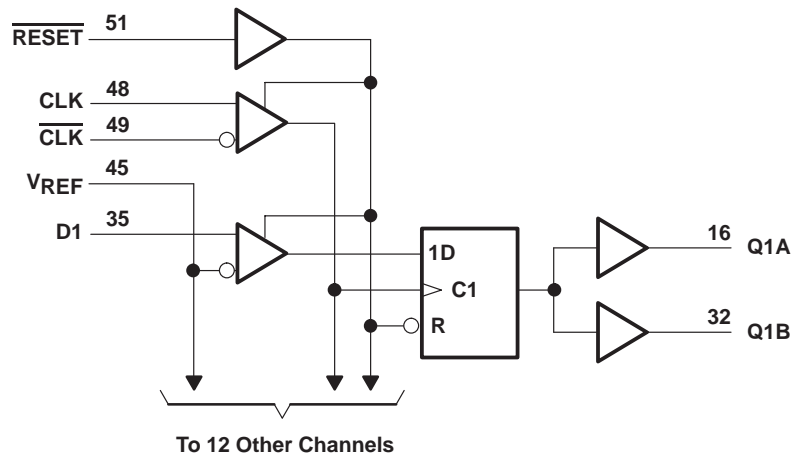 RESET 51
CLK 48
CLK 49
VREF 45
D1 35
1D
C1
R
16 Q1A
32 Q1B
To 12 Other Channels